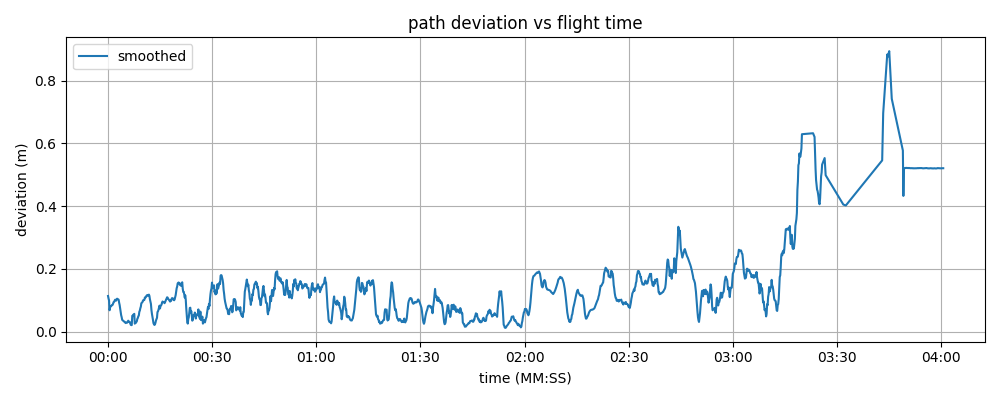 path deviation vs flight time
smoothed
deviation (m)
0.8
0.6
0.4
0.2
0.0
00:00 00:30 01:00 01:30 02:00 02:30 03:00 03:30 04:00
time (MM:SS)